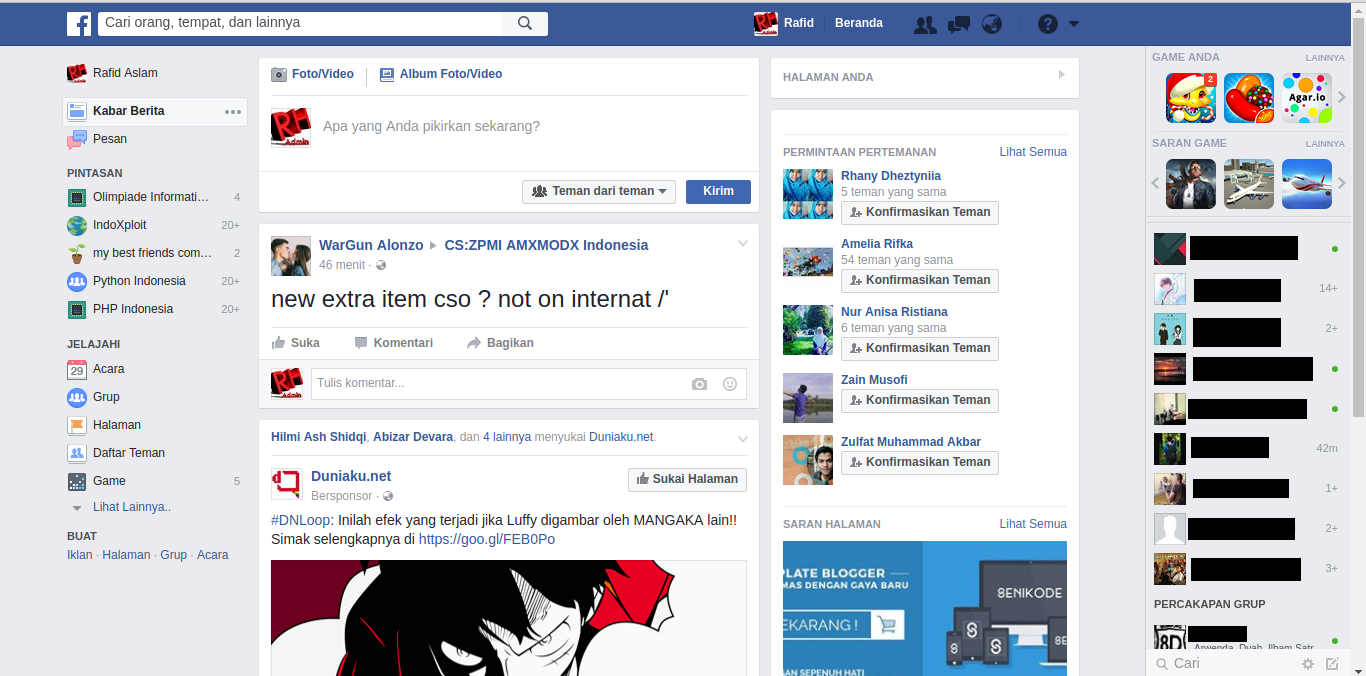 Cari orang, tempat, dan lainnya
Rafid
Beranda
Rafid Aslam
Kabar Berita
Pesan
PINTASAN
Olimpiade Informati... 4
IndoXploit 20+
my best friends com... 2
Python Indonesia 20+
PHP Indonesia 20+
JELAJAHI
29 Acara
Grup
Halaman
Daftar Teman
Game 5
Lihat Lainnya..
BUAT
Iklan · Halaman · Grup · Acara
Foto/Video
Album Foto/Video
RH
Admin
Apa yang Anda pikirkan sekarang?
Teman dari teman
Kirim
WarGun Alonzo CS:ZPMI AMXMODX Indonesia
46 menit ·
new extra item cso ? not on internat /'
Suka Komentari Bagikan
Tulis komentar...
Hilmi Ash Shidqi, Abizar Devara, dan 4 lainnya menyukai Duniaku.net.
Duniaku.net
Bersponsor ·
Sukai Halaman
#DNLoop: Inilah efek yang terjadi jika Luffy digambar oleh MANGAKA lain!!
Simak selengkapnya di https://goo.gl/FEB0Po
HALAMAN ANDA
PERMINTAAN PERTEMANAN Lihat Semua
Rhany Dheztyniia
5 teman yang sama
Konfirmasikan Teman
Amelia Rifka
54 teman yang sama
Konfirmasikan Teman
Nur Anisa Ristiana
6 teman yang sama
Konfirmasikan Teman
Zain Musofi
Konfirmasikan Teman
Zulfat Muhammad Akbar
Konfirmasikan Teman
SARAN HALAMAN Lihat Semua
PLATE BLOGGER
MAS DENGAN GAYA BARU
EKARANG !
AN SEPENUH HATI
SENIKODE
GAME ANDA LAINNYA
2
Agar.io
SARAN GAME LAINNYA
14+
2+
42m
1+
2+
3+
PERCAKAPAN GRUP
Cari